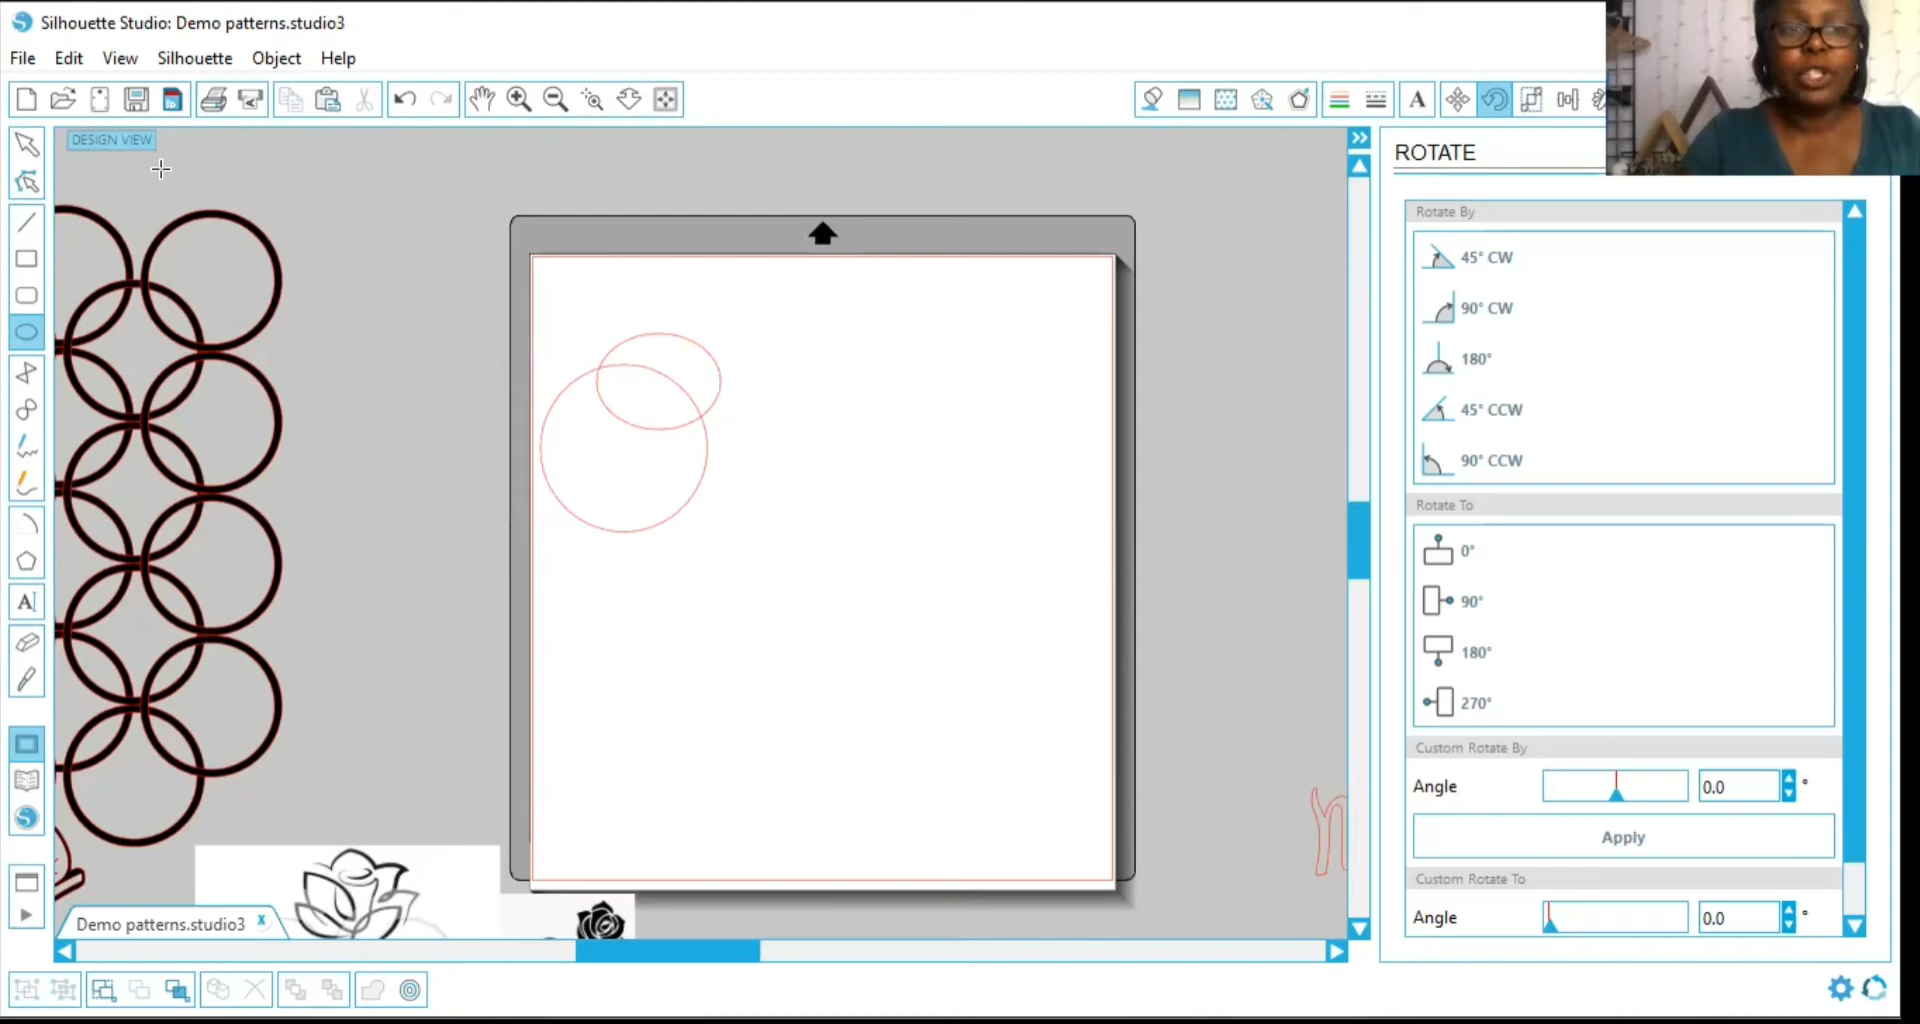 Silhouette Studio: Demo patterns.studio3
File Edit View Silhouette Object Help
A
DESIGN VIEW
ROTATE
Rotate By
45° CW
90° CW
180°
45° CCW
90° CCW
Rotate To
0°
90°
180°
270°
Custom Rotate By
Angle 0.0 °
Apply
Custom Rotate To
Angle 0.0 °
A
n
Demo patterns.studio3 x